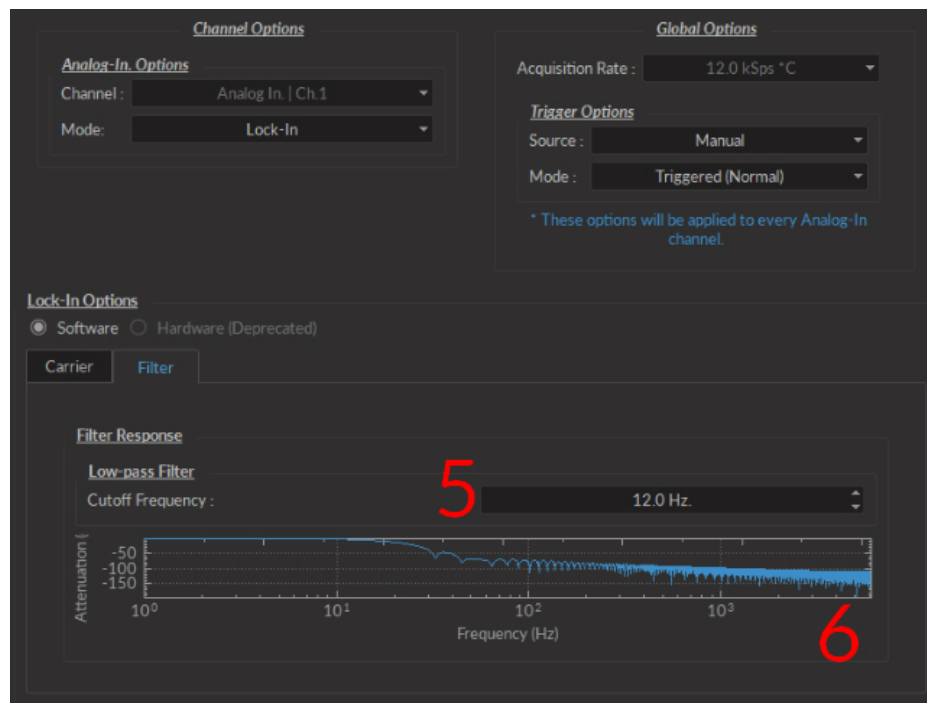 Channel Options
Analog-In. Options
Channel :
Analog In. | Ch.1
Mode:
Lock-In
Global Options
Acquisition Rate :
12.0 kSps *C
Trigger Options
Source :
Manual
Mode :
Triggered (Normal)
* These options will be applied to every Analog-In
channel.
Lock-In Options
Software
Hardware (Deprecated)
Carrier
Filter
Filter Response
Low-pass Filter
Cutoff Frequency :
5
12.0 Hz.
Attenuation (
-50
-100
-150
10⁰
10¹
10²
10³
6
Frequency (Hz)